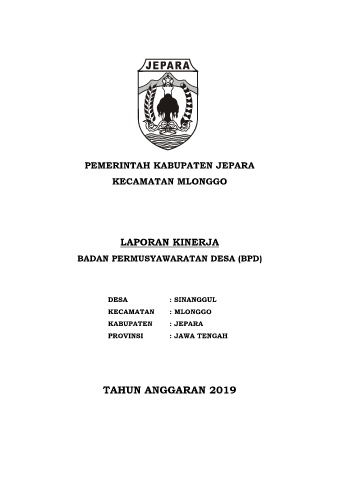 JEPARA
PEMERINTAH KABUPATEN JEPARA
KECAMATAN MLONGGO
LAPORAN KINERJA
BADAN PERMUSYAWARATAN DESA (BPD)
DESA : SINANGGUL
KECAMATAN : MLONGGO
KABUPATEN : JEPARA
PROVINSI : JAWA TENGAH
TAHUN ANGGARAN 2019